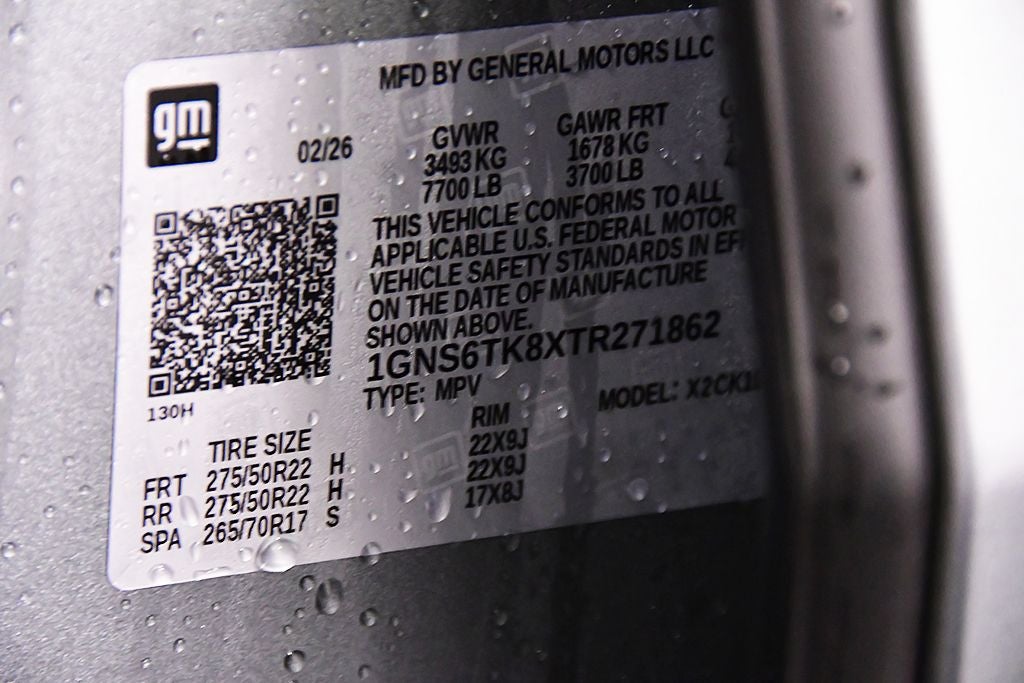 gm
MFD BY GENERAL MOTORS LLC
02/26
GVWR GAWR FRT
3493 KG 1678 KG
7700 LB 3700 LB
THIS VEHICLE CONFORMS TO ALL
APPLICABLE U.S. FEDERAL MOTOR
VEHICLE SAFETY STANDARDS IN EF
ON THE DATE OF MANUFACTURE
SHOWN ABOVE.
1GNS6TK8XTR271862
TYPE: MPV MODEL: X2CK1
130H
TIRE SIZE RIM
FRT 275/50R22 H 22X9J
RR 275/50R22 H 22X9J
SPA 265/70R17 S 17X8J